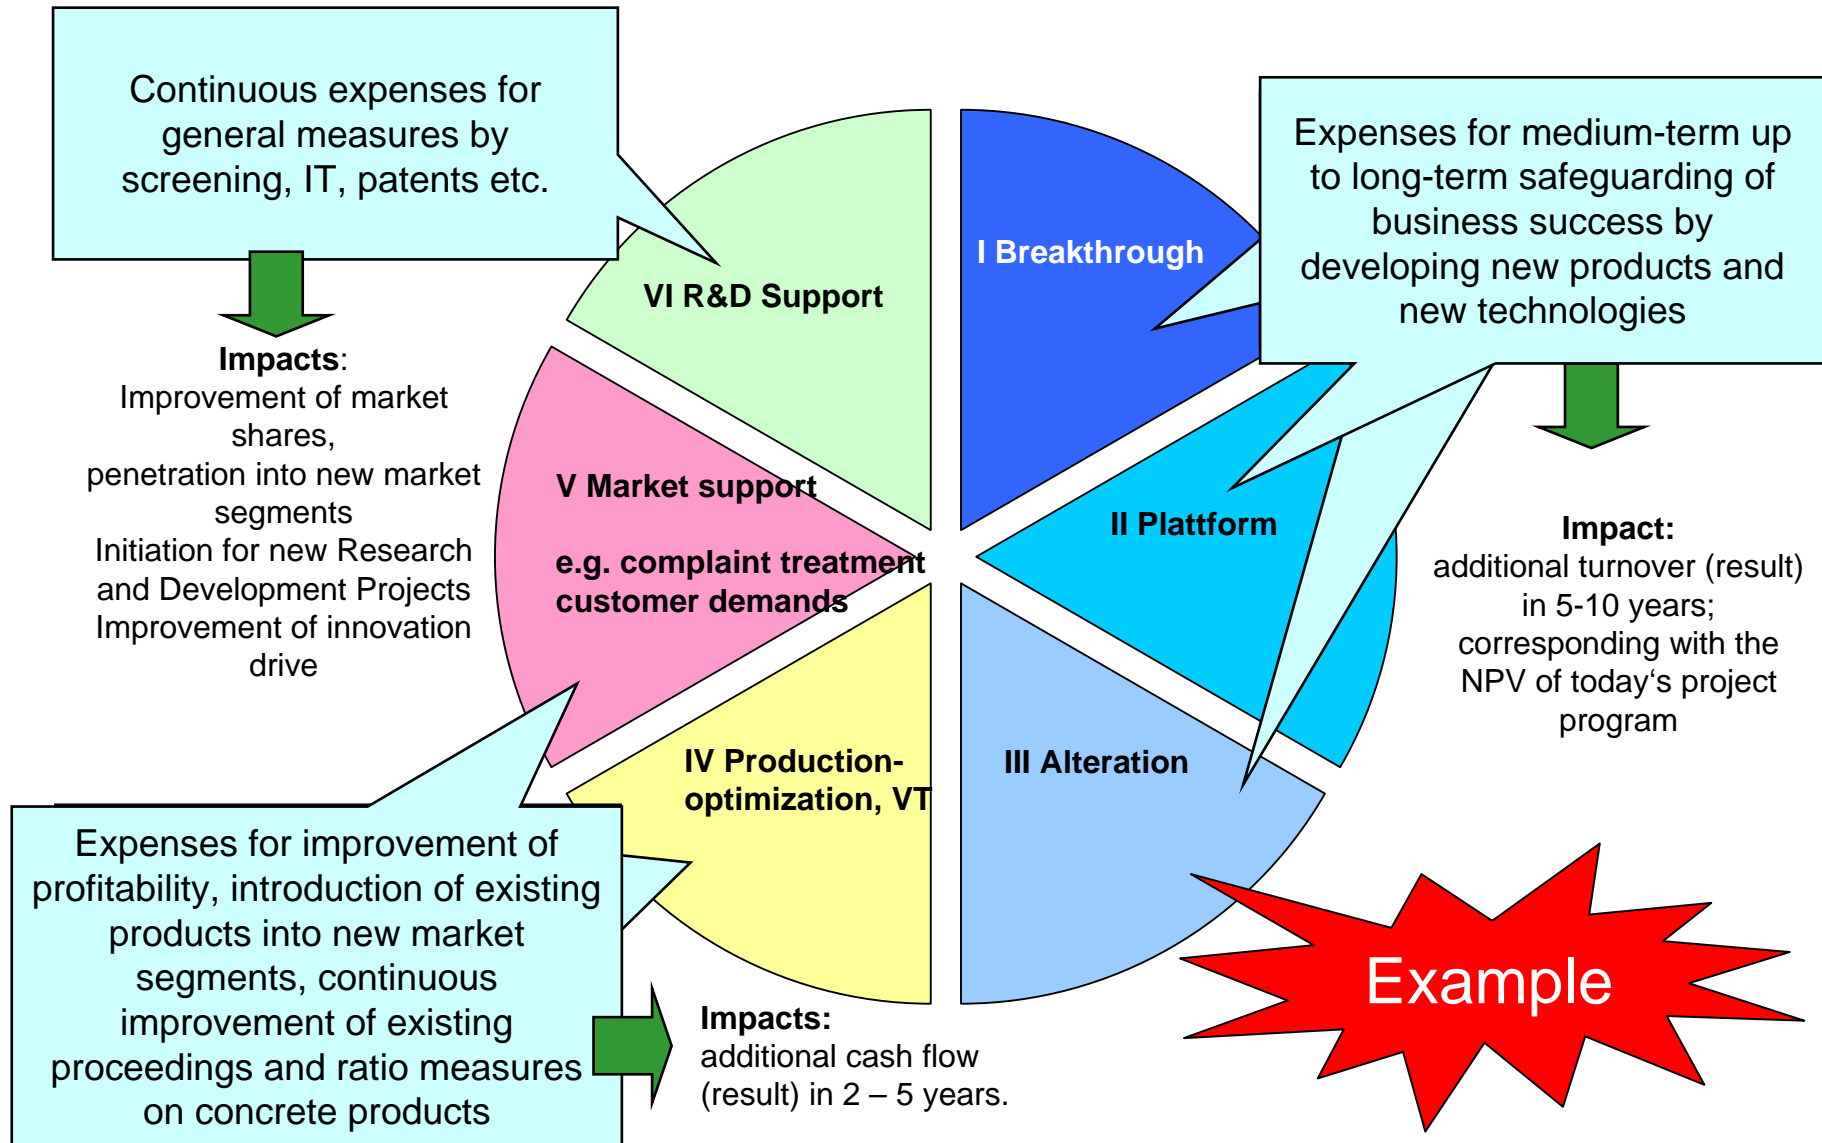 Continuous expenses for
general measures by
screening, IT, patents etc.
Expenses for medium-term up
to long-term safeguarding of
business success by
developing new products and
new technologies
I Breakthrough
VI R&D Support
Impacts:
Improvement of market
shares,
penetration into new market
segments
Initiation for new Research
and Development Projects
Improvement of innovation
drive
V Market support
e.g. complaint treatment
customer demands
II Plattform
Impact:
additional turnover (result)
in 5-10 years;
corresponding with the
NPV of today‘s project
program
IV Production-
optimization, VT
III Alteration
Expenses for improvement of
profitability, introduction of existing
products into new market
segments, continuous
improvement of existing
proceedings and ratio measures
on concrete products
Impacts:
additional cash flow
(result) in 2 – 5 years.
Example